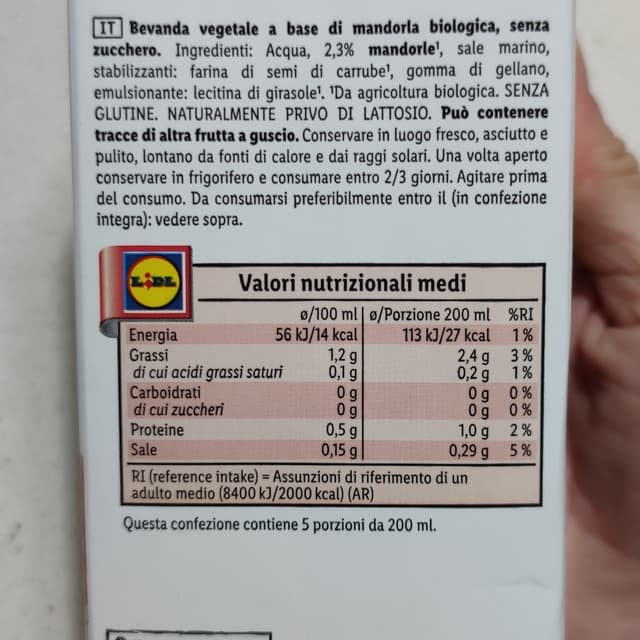 IT Bevanda vegetale a base di mandorla biologica, senza
zucchero. Ingredienti: Acqua, 2,3% mandorle¹, sale marino,
stabilizzanti: farina di semi di carrube¹, gomma di gellano,
emulsionante: lecitina di girasole¹. ¹Da agricoltura biologica. SENZA
GLUTINE. NATURALMENTE PRIVO DI LATTOSIO. Può contenere
tracce di altra frutta a guscio. Conservare in luogo fresco, asciutto e
pulito, lontano da fonti di calore e dai raggi solari. Una volta aperto
conservare in frigorifero e consumare entro 2/3 giorni. Agitare prima
del consumo. Da consumarsi preferibilmente entro il (in confezione
integra): vedere sopra.
LIDL
Valori nutrizionali medi
ø/100 ml ø/Porzione 200 ml %RI
Energia 56 kJ/14 kcal 113 kJ/27 kcal 1%
Grassi 1,2 g 2,4 g 3%
di cui acidi grassi saturi 0,1 g 0,2 g 1%
Carboidrati 0 g 0 g 0%
di cui zuccheri 0 g 0 g 0%
Proteine 0,5 g 1,0 g 2%
Sale 0,15 g 0,29 g 5%
RI (reference intake) = Assunzioni di riferimento di un
adulto medio (8400 kJ/2000 kcal) (AR)
Questa confezione contiene 5 porzioni da 200 ml.